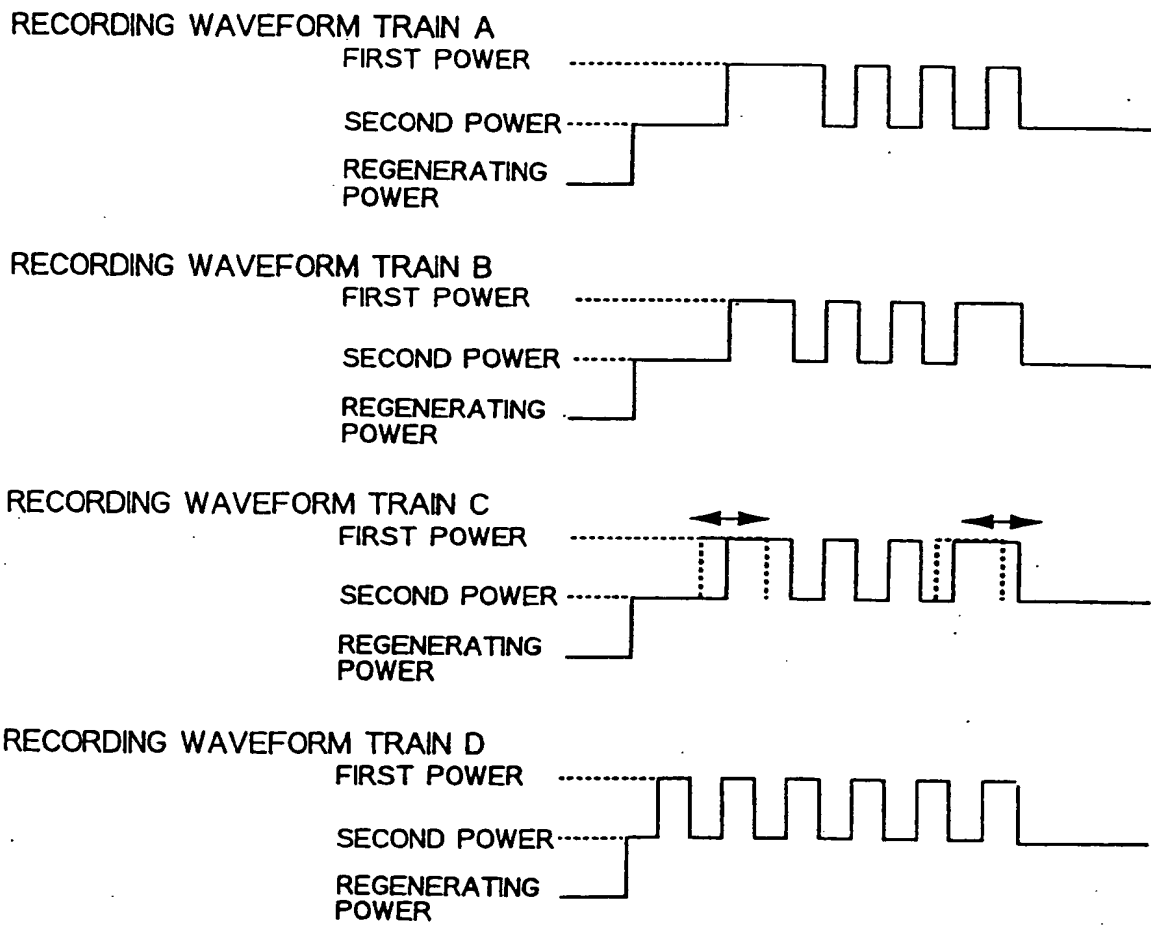 RECORDING WAVEFORM TRAIN A
FIRST POWER
SECOND POWER
REGENERATING
POWER
RECORDING WAVEFORM TRAIN B
FIRST POWER
SECOND POWER
REGENERATING
POWER
RECORDING WAVEFORM TRAIN C
FIRST POWER
SECOND POWER
REGENERATING
POWER
RECORDING WAVEFORM TRAIN D
FIRST POWER
SECOND POWER
REGENERATING
POWER